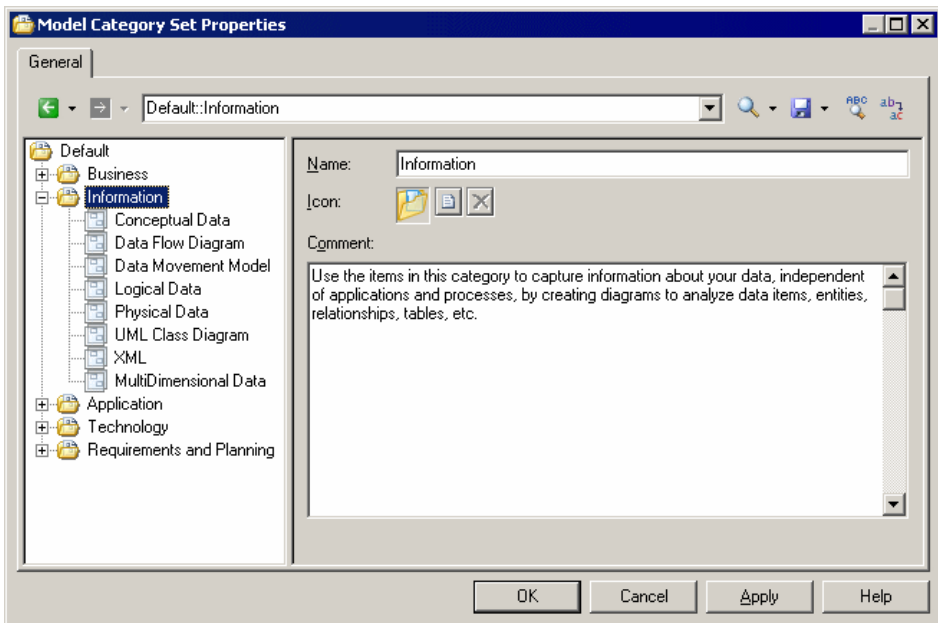 Model Category Set Properties
General
Default::Information
ABC
ab
ac
Default
Business
Information
Conceptual Data
Data Flow Diagram
Data Movement Model
Logical Data
Physical Data
UML Class Diagram
XML
MultiDimensional Data
Application
Technology
Requirements and Planning
Name: Information
Icon:
Comment:
Use the items in this category to capture information about your data, independent
of applications and processes, by creating diagrams to analyze data items, entities,
relationships, tables, etc.
OK Cancel Apply Help